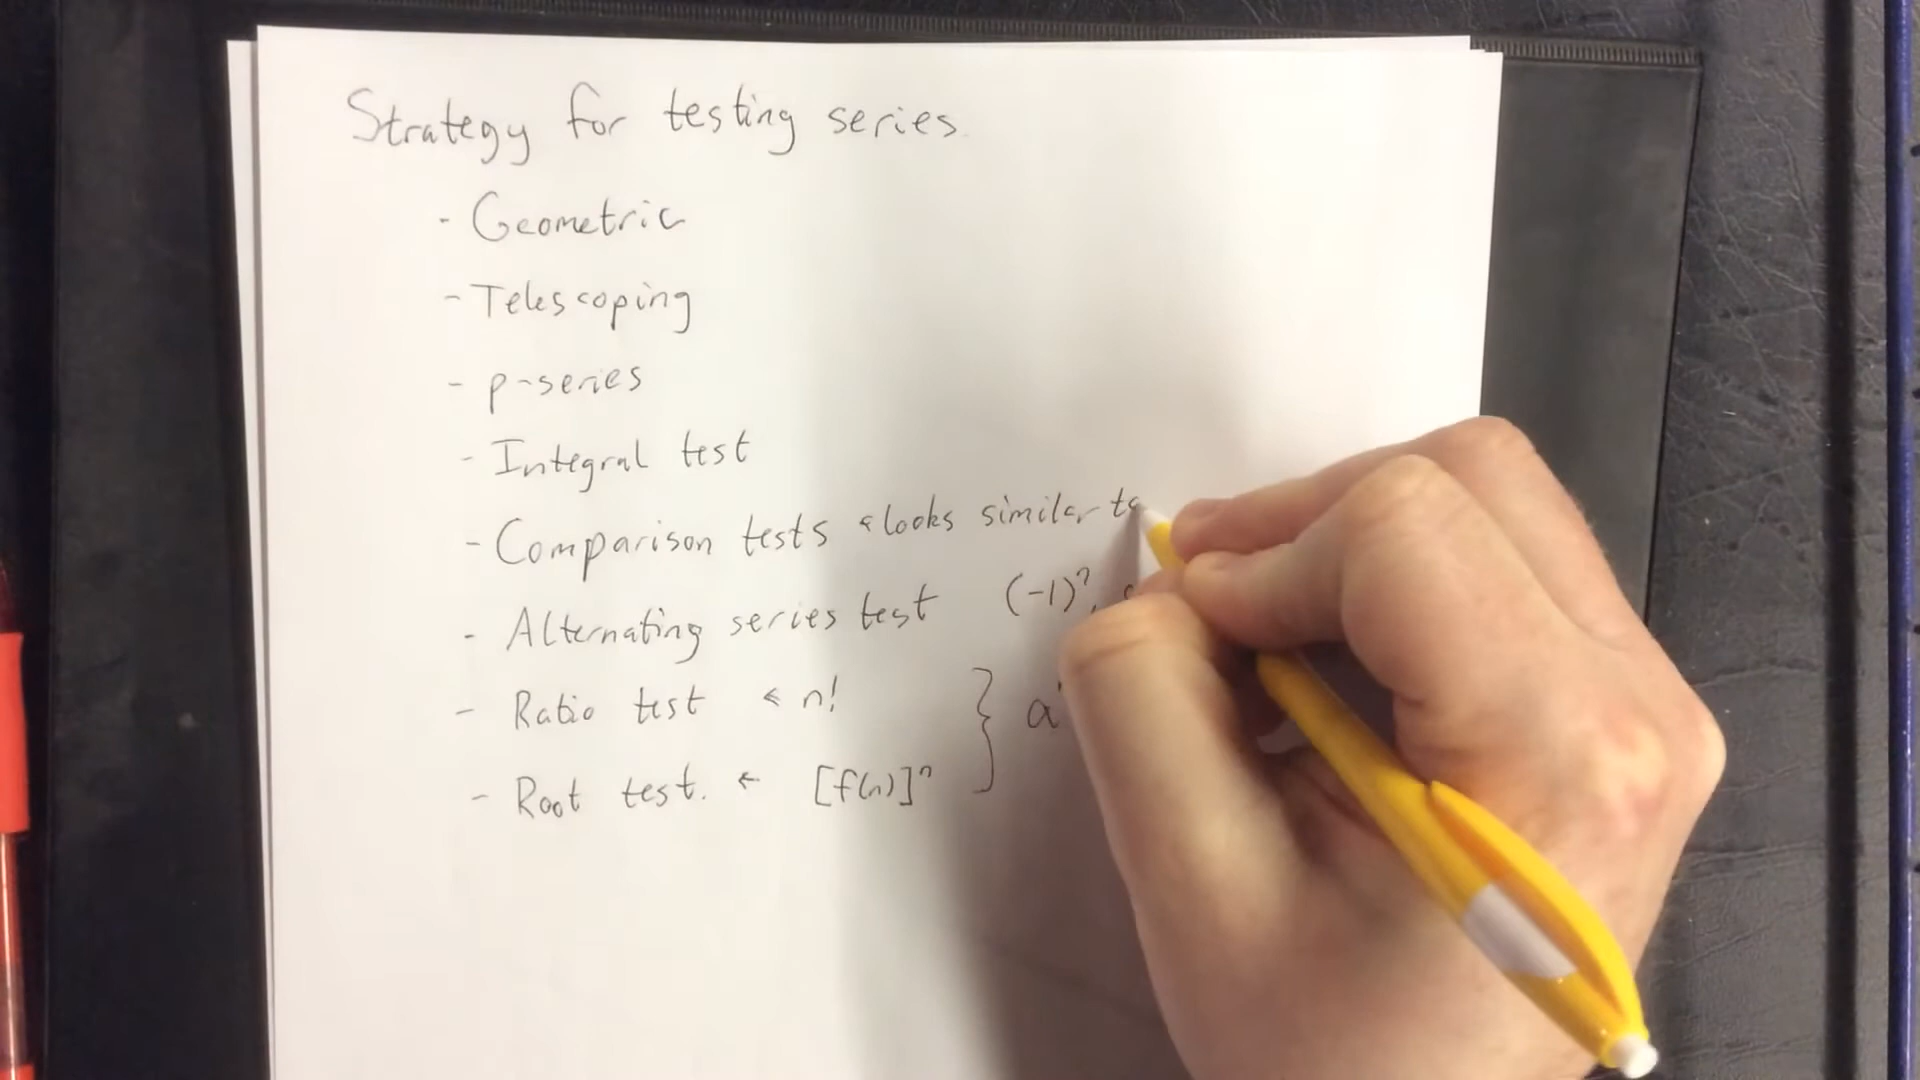 Strategy for testing series
- Geometric
- Telescoping
- p-series
- Integral test
- Comparison tests ← looks similar to
- Alternating series test (-1)ⁿ,
- Ratio test ← n!
- Root test. ← [f(n)]ⁿ } a